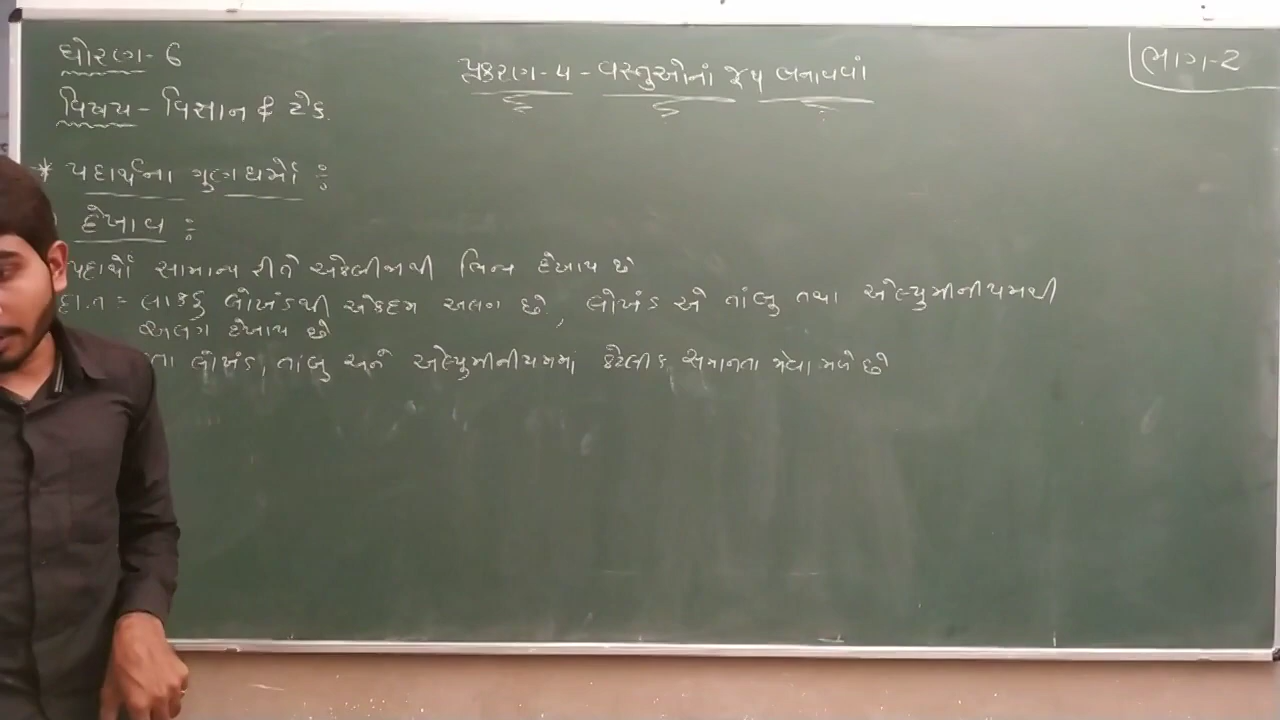 ધોરણ - 6
પ્રકરણ - 4 - વસ્તુઓનાં જૂથ બનાવવાં
ભાગ - 2
વિષય - વિજ્ઞાન & ટેક.
* પદાર્થના ગુણધર્મો :
દેખાવ :
પદાર્થો સામાન્ય રીતે એકબીજાથી ભિન્ન દેખાય છે
દા.ત = લાકડું લોખંડથી એકદમ અલગ છે, લોખંડ એ તાંબુ તથા એલ્યુમીનીયમથી
અલગ દેખાય છે
લોખંડ, તાંબુ અને એલ્યુમીનીયમમાં કેટલીક સમાનતા જોવા મળે છે